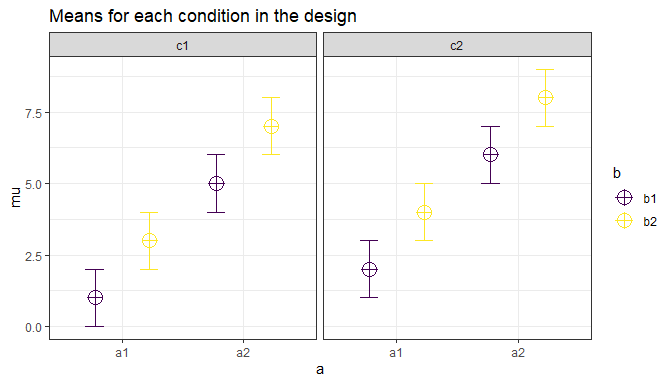 Means for each condition in the design
c1
c2
mu
7.5
5.0
2.5
0.0
a1
a2
a1
a2
a
b
b1
b2